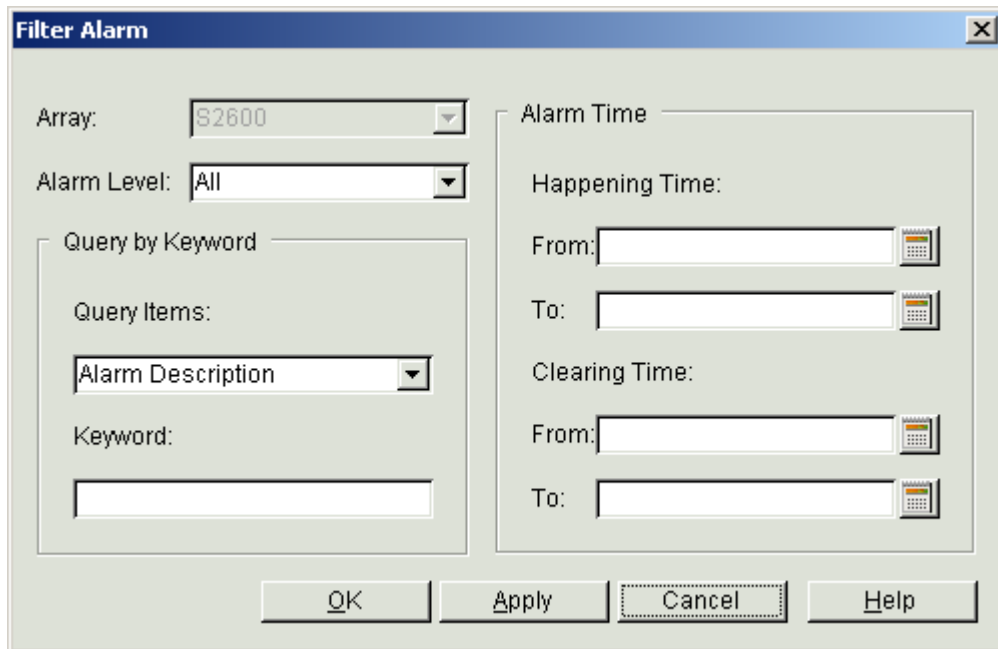 Filter Alarm
Array: S2600
Alarm Level: All
Query by Keyword
Query Items:
Alarm Description
Keyword:
Alarm Time
Happening Time:
From:
To:
Clearing Time:
From:
To:
OK Apply Cancel Help